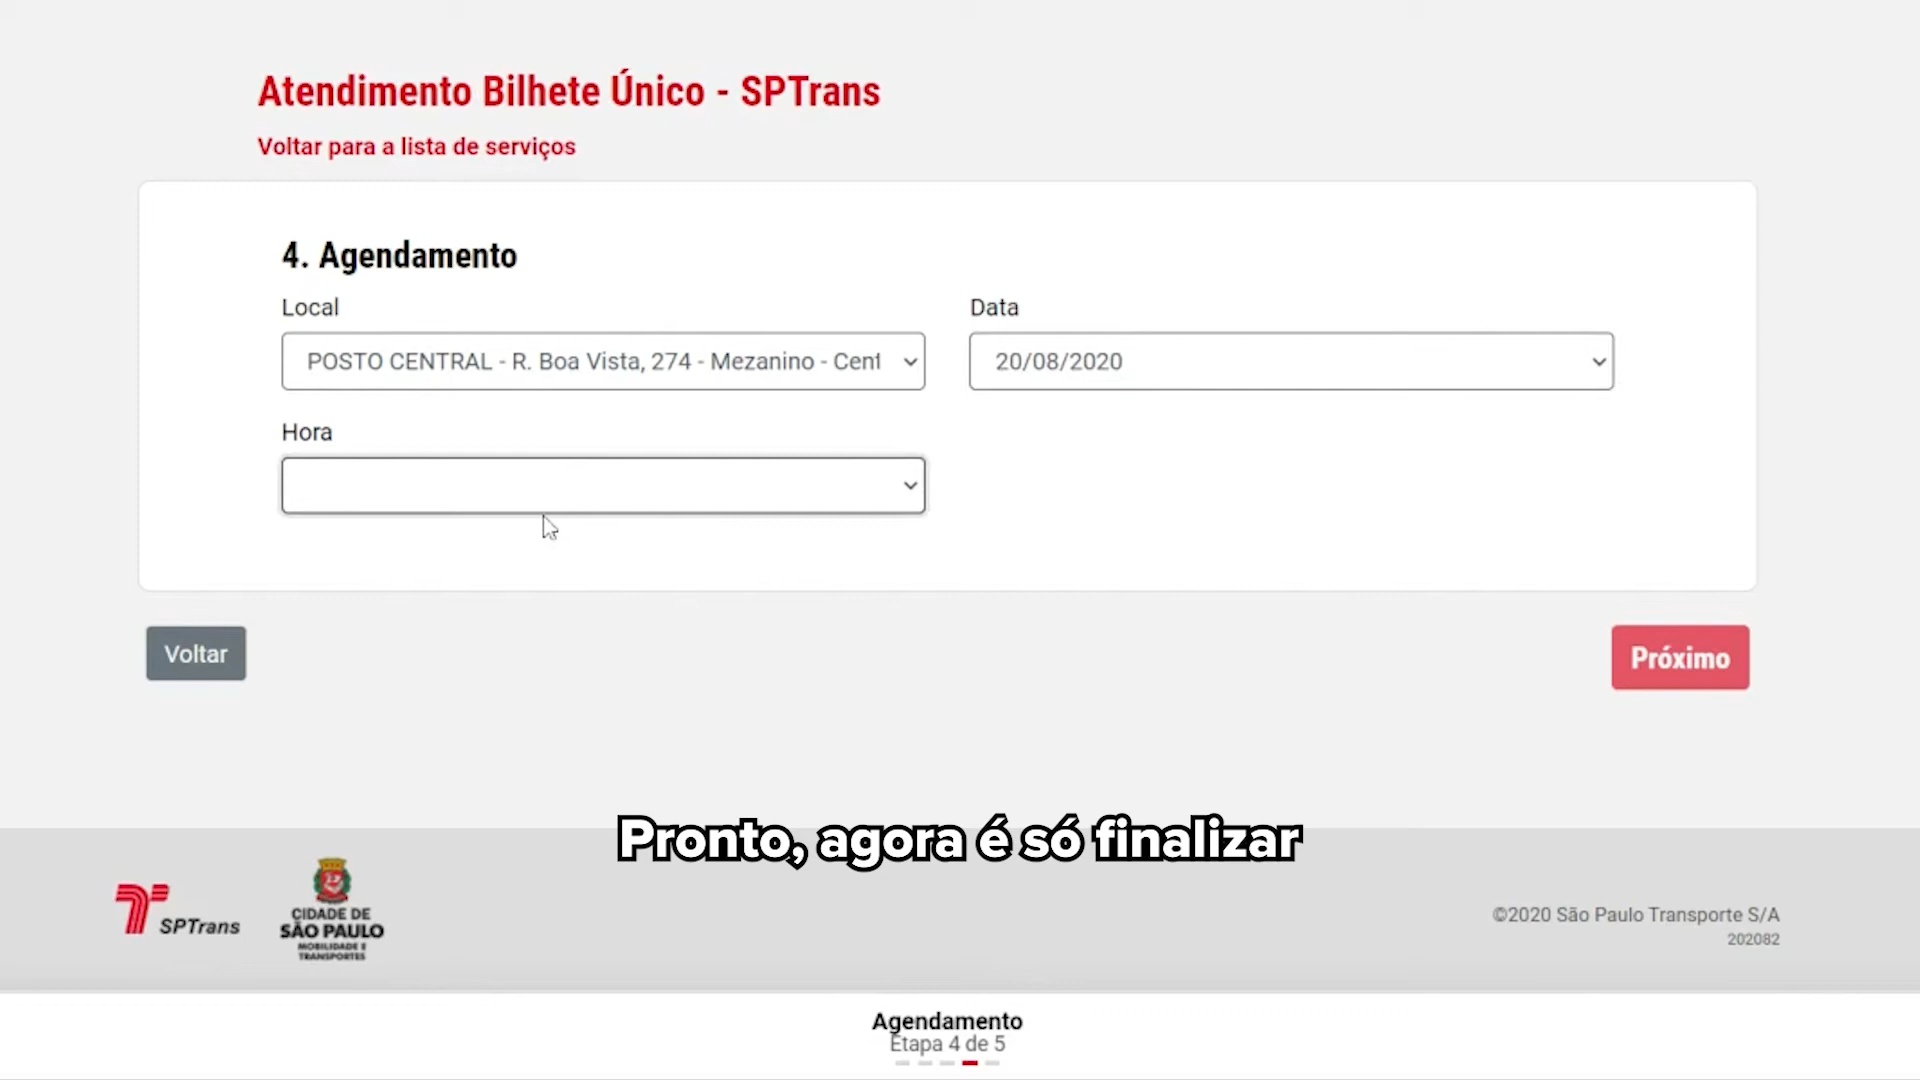 Atendimento Bilhete Único - SPTrans
Voltar para a lista de serviços
4. Agendamento
Local
Data
POSTO CENTRAL - R. Boa Vista, 274 - Mezanino - Cent
20/08/2020
Hora
Voltar
Próximo
Pronto, agora é só finalizar
SPTrans
CIDADE DE
SÃO PAULO
MOBILIDADE E
TRANSPORTES
©2020 São Paulo Transporte S/A
202082
Agendamento
Etapa 4 de 5